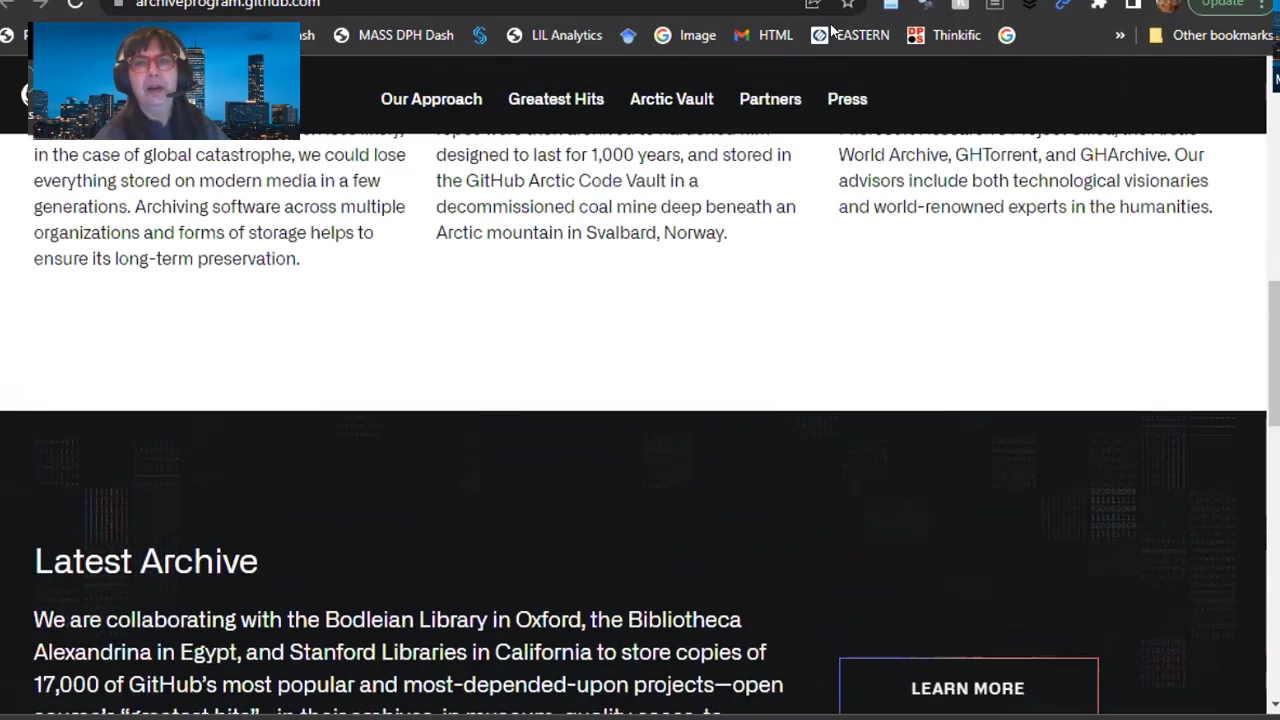 archiveprogram.github.com
Update
MASS DPH Dash
LIL Analytics
Image
HTML
EASTERN
Thinkific
»
Other bookmarks
Our Approach
Greatest Hits
Arctic Vault
Partners
Press
in the case of global catastrophe, we could lose
everything stored on modern media in a few
generations. Archiving software across multiple
organizations and forms of storage helps to
ensure its long-term preservation.
designed to last for 1,000 years, and stored in
the GitHub Arctic Code Vault in a
decommissioned coal mine deep beneath an
Arctic mountain in Svalbard, Norway.
World Archive, GHTorrent, and GHArchive. Our
advisors include both technological visionaries
and world-renowned experts in the humanities.
Latest Archive
We are collaborating with the Bodleian Library in Oxford, the Bibliotheca
Alexandrina in Egypt, and Stanford Libraries in California to store copies of
17,000 of GitHub's most popular and most-depended-upon projects—open
LEARN MORE